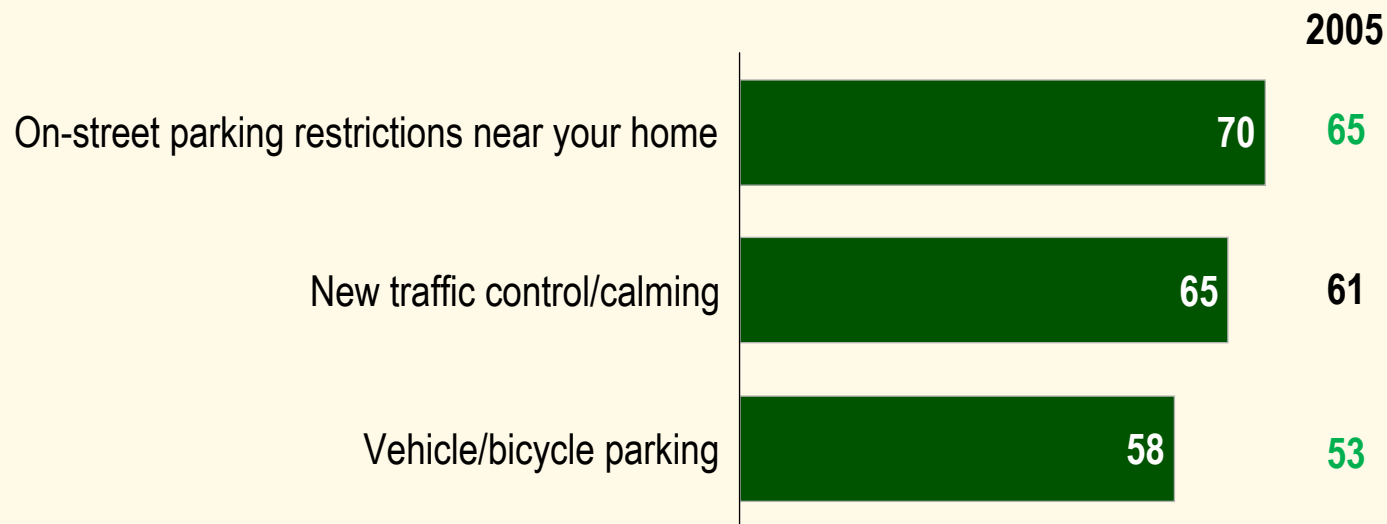 2005
On-street parking restrictions near your home 70 65
New traffic control/calming 65 61
Vehicle/bicycle parking 58 53